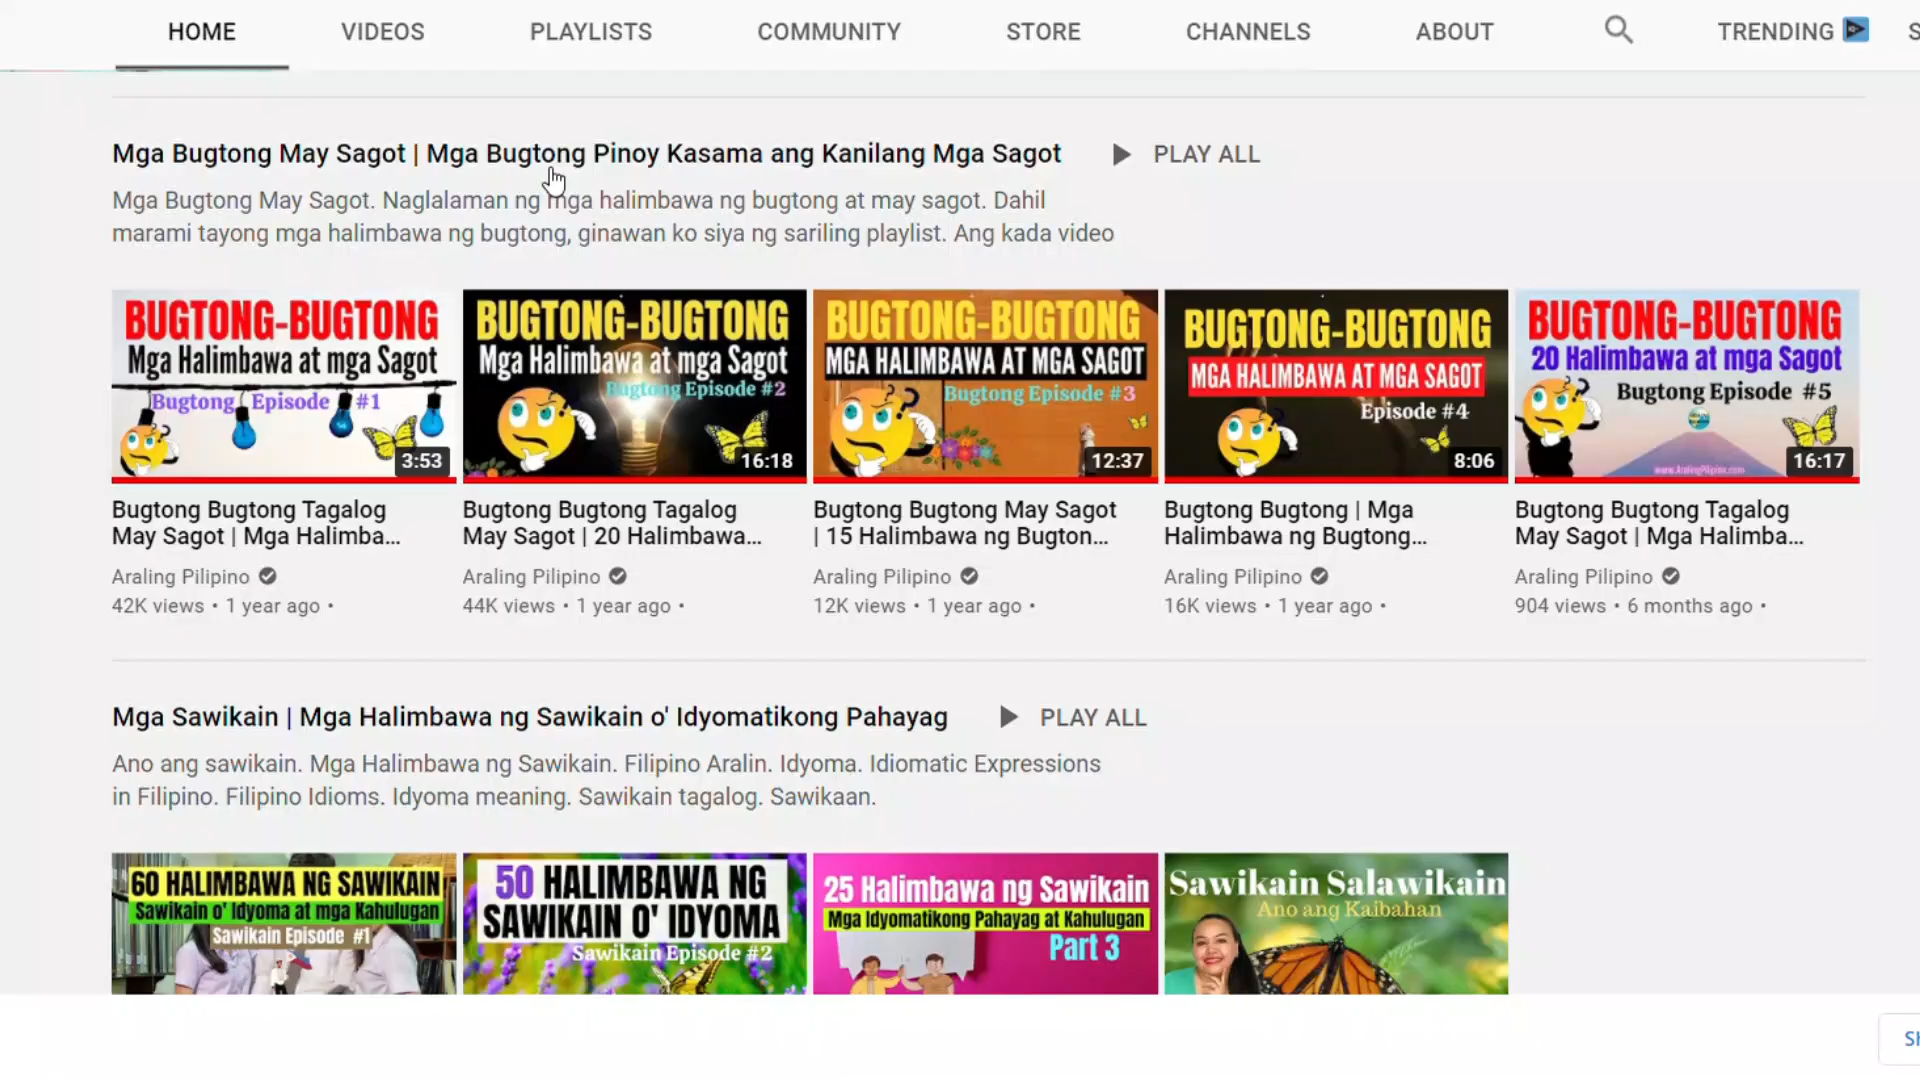 HOME VIDEOS PLAYLISTS COMMUNITY STORE CHANNELS ABOUT TRENDING S
Mga Bugtong May Sagot | Mga Bugtong Pinoy Kasama ang Kanilang Mga Sagot PLAY ALL
Mga Bugtong May Sagot. Naglalaman ng mga halimbawa ng bugtong at may sagot. Dahil
marami tayong mga halimbawa ng bugtong, ginawan ko siya ng sariling playlist. Ang kada video
BUGTONG-BUGTONG
Mga Halimbawa at mga Sagot
Bugtong Episode #1
3:53
BUGTONG-BUGTONG
Mga Halimbawa at mga Sagot
Bugtong Episode #2
16:18
BUGTONG-BUGTONG
MGA HALIMBAWA AT MGA SAGOT
Bugtong Episode #3
12:37
BUGTONG-BUGTONG
MGA HALIMBAWA AT MGA SAGOT
Episode #4
8:06
BUGTONG-BUGTONG
20 Halimbawa at mga Sagot
Bugtong Episode #5
www.AralingPilipino.com
16:17
Bugtong Bugtong Tagalog
May Sagot | Mga Halimba...
Araling Pilipino
42K views • 1 year ago •
Bugtong Bugtong Tagalog
May Sagot | 20 Halimbawa...
Araling Pilipino
44K views • 1 year ago •
Bugtong Bugtong May Sagot
| 15 Halimbawa ng Bugton...
Araling Pilipino
12K views • 1 year ago •
Bugtong Bugtong | Mga
Halimbawa ng Bugtong...
Araling Pilipino
16K views • 1 year ago •
Bugtong Bugtong Tagalog
May Sagot | Mga Halimba...
Araling Pilipino
904 views • 6 months ago •
Mga Sawikain | Mga Halimbawa ng Sawikain o' Idyomatikong Pahayag PLAY ALL
Ano ang sawikain. Mga Halimbawa ng Sawikain. Filipino Aralin. Idyoma. Idiomatic Expressions
in Filipino. Filipino Idioms. Idyoma meaning. Sawikain tagalog. Sawikaan.
60 HALIMBAWA NG SAWIKAIN
Sawikain o' Idyoma at mga Kahulugan
Sawikain Episode #1
50 HALIMBAWA NG
SAWIKAIN O' IDYOMA
Sawikain Episode #2
25 Halimbawa ng Sawikain
Mga Idyomatikong Pahayag at Kahulugan
Part 3
Sawikain Salawikain
Ano ang Kaibahan
Sh